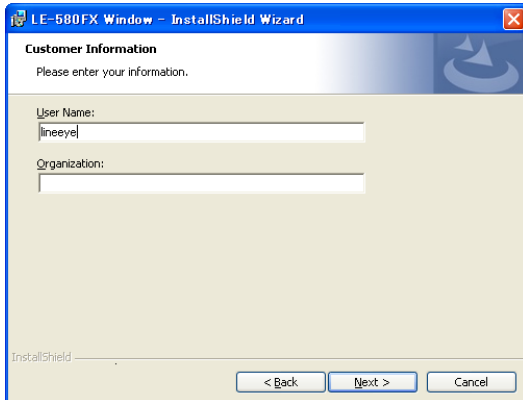 LE-580FX Window - InstallShield Wizard
Customer Information
Please enter your information.
User Name:
lineeye
Organization:
InstallShield
< Back Next > Cancel